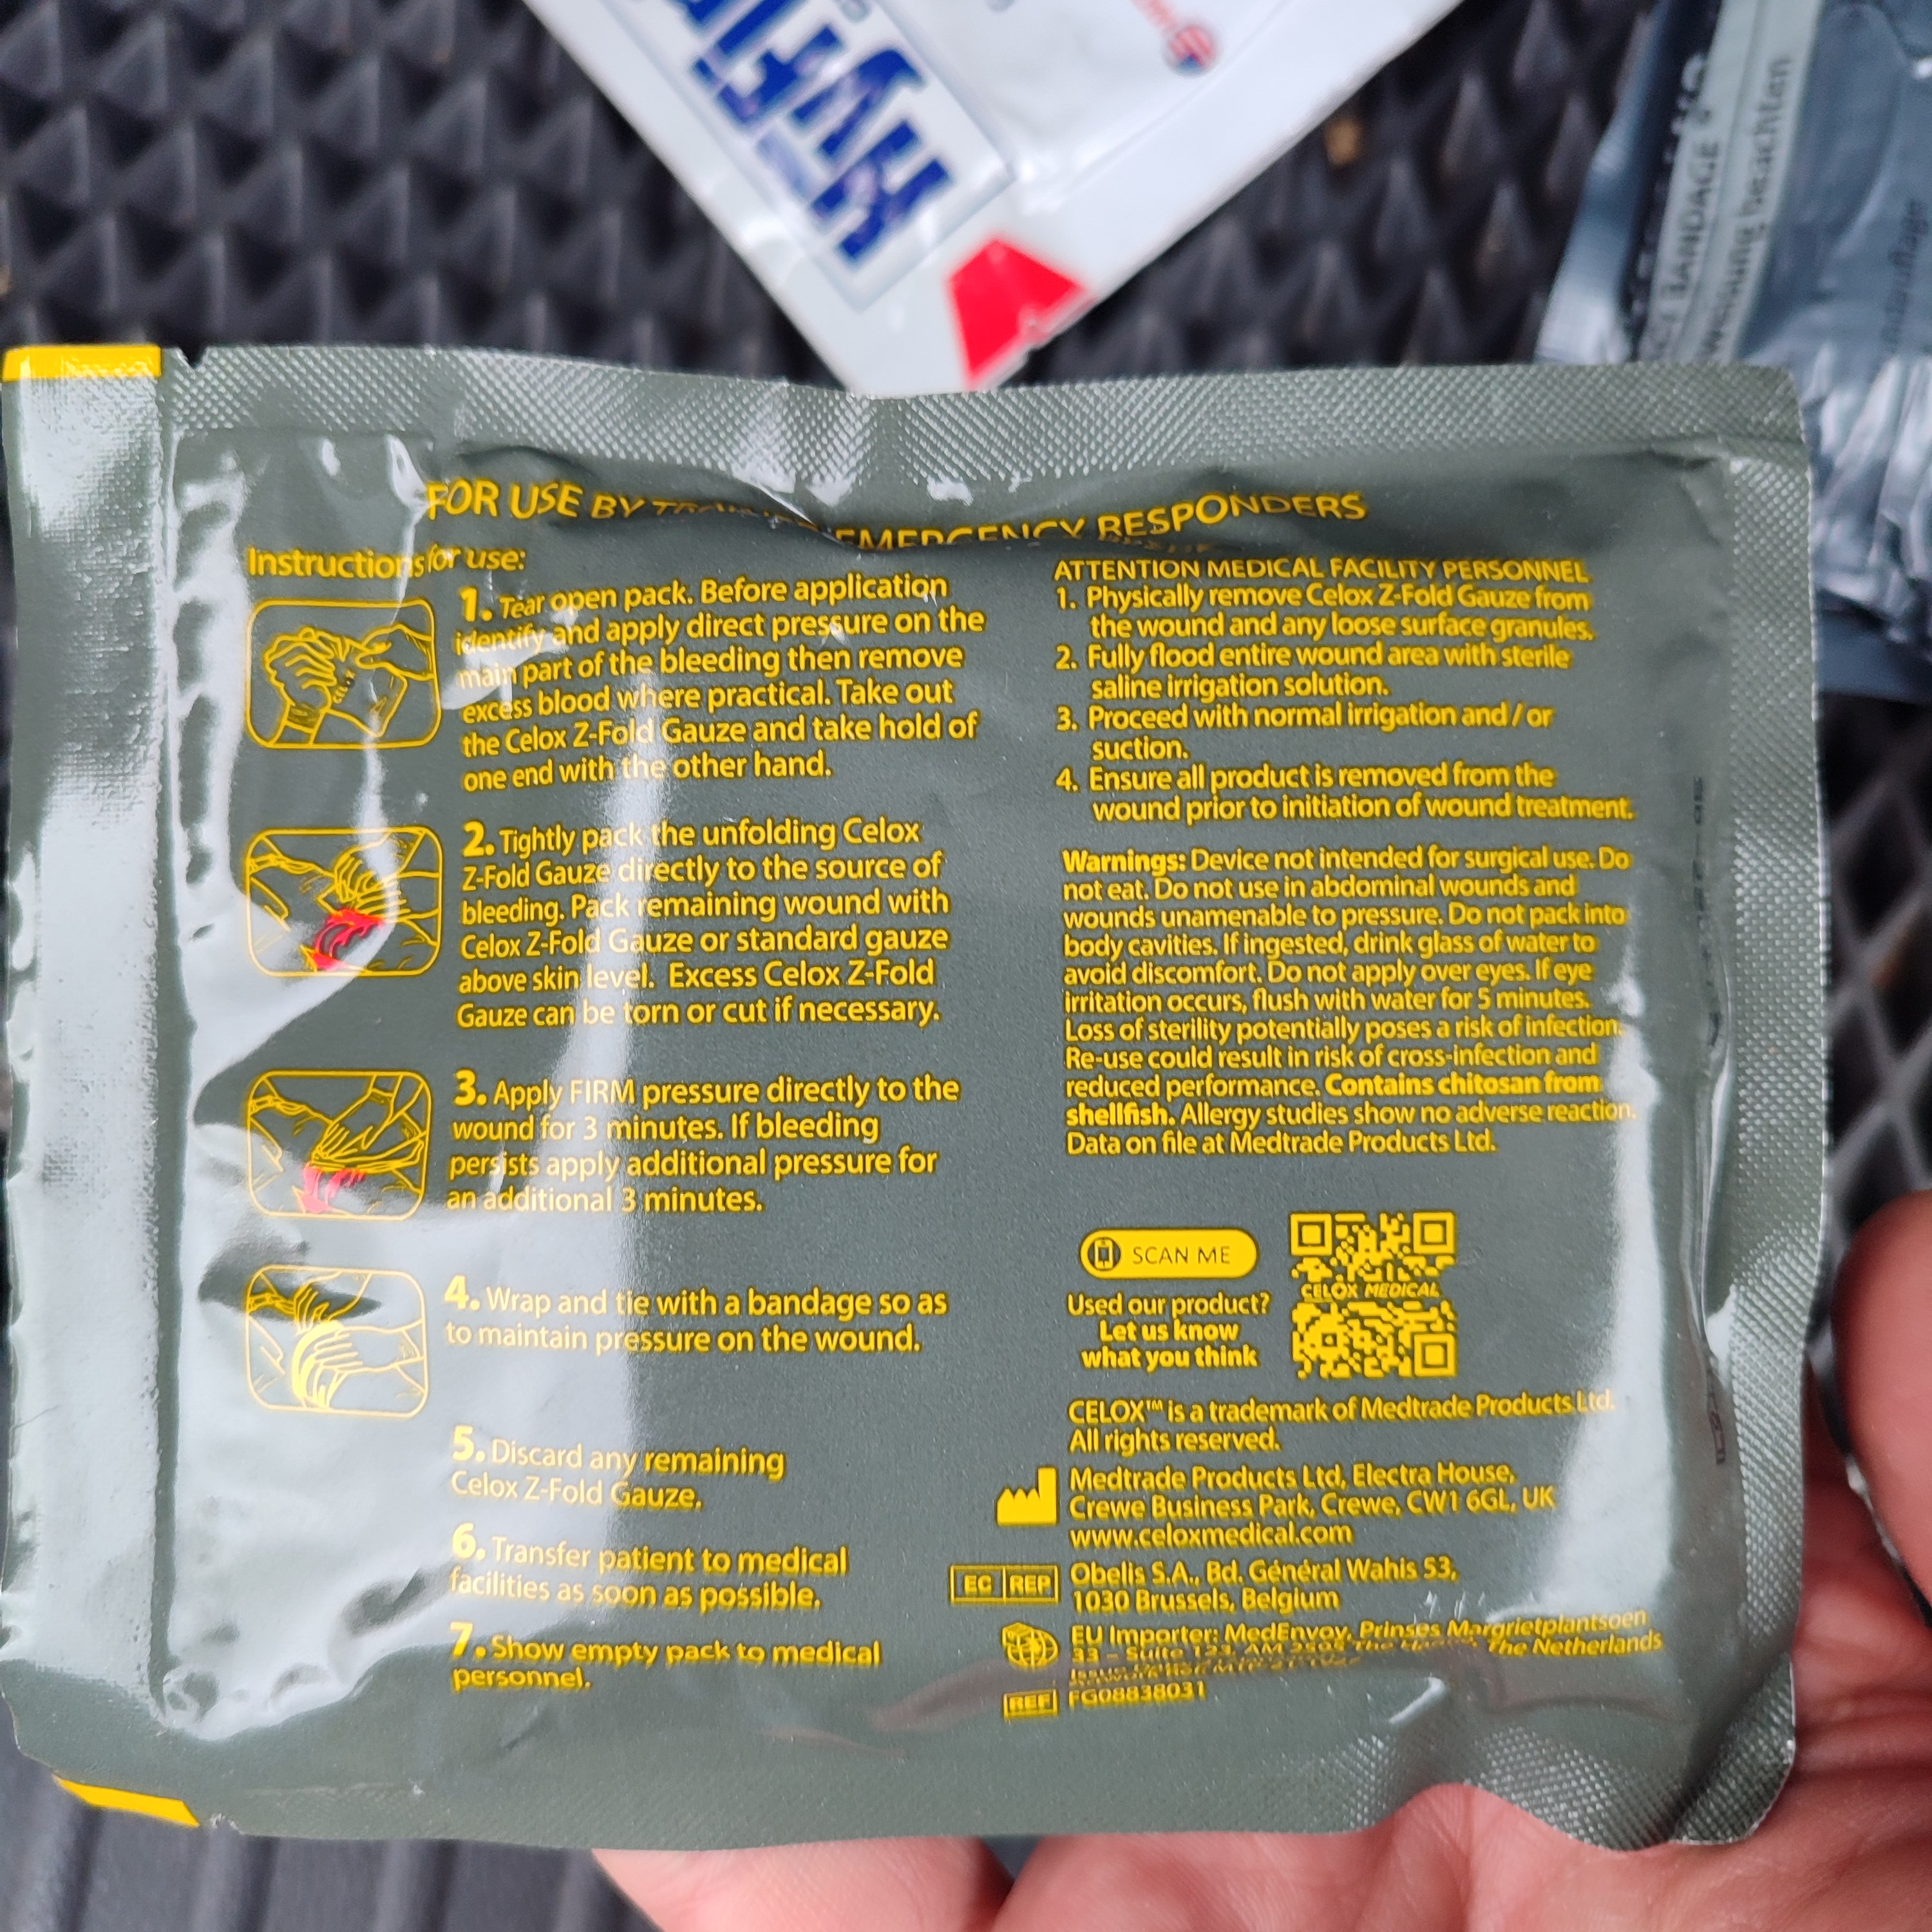 HYFIN
BANDAGE
beachten
FOR USE BY TRAINED EMERGENCY RESPONDERS
Instructions for use:
1. Tear open pack. Before application
identify and apply direct pressure on the
main part of the bleeding then remove
excess blood where practical. Take out
the Celox Z-Fold Gauze and take hold of
one end with the other hand.
2. Tightly pack the unfolding Celox
Z-Fold Gauze directly to the source of
bleeding. Pack remaining wound with
Celox Z-Fold Gauze or standard gauze
above skin level. Excess Celox Z-Fold
Gauze can be torn or cut if necessary.
3. Apply FIRM pressure directly to the
wound for 3 minutes. If bleeding
persists apply additional pressure for
an additional 3 minutes.
4. Wrap and tie with a bandage so as
to maintain pressure on the wound.
5. Discard any remaining
Celox Z-Fold Gauze.
6. Transfer patient to medical
facilities as soon as possible.
7. Show empty pack to medical
personnel.
ATTENTION MEDICAL FACILITY PERSONNEL
1. Physically remove Celox Z-Fold Gauze from
the wound and any loose surface granules.
2. Fully flood entire wound area with sterile
saline irrigation solution.
3. Proceed with normal irrigation and / or
suction.
4. Ensure all product is removed from the
wound prior to initiation of wound treatment.
Warnings: Device not intended for surgical use. Do
not eat. Do not use in abdominal wounds and
wounds unamenable to pressure. Do not pack into
body cavities. If ingested, drink glass of water to
avoid discomfort. Do not apply over eyes. If eye
irritation occurs, flush with water for 5 minutes.
Loss of sterility potentially poses a risk of infection.
Re-use could result in risk of cross-infection and
reduced performance. Contains chitosan from
shellfish. Allergy studies show no adverse reaction.
Data on file at Medtrade Products Ltd.
SCAN ME
Used our product?
Let us know
what you think
CELOX MEDICAL
CELOX™ is a trademark of Medtrade Products Ltd.
All rights reserved.
Medtrade Products Ltd, Electra House,
Crewe Business Park, Crewe, CW1 6GL, UK
www.celoxmedical.com
EC REP
Obelis S.A., Bd. Général Wahis 53,
1030 Brussels, Belgium
EU Importer: MedEnvoy, Prinses Margrietplantsoen
33 – Suite 123, AM 2595 The Hague, The Netherlands
REF FG08838031